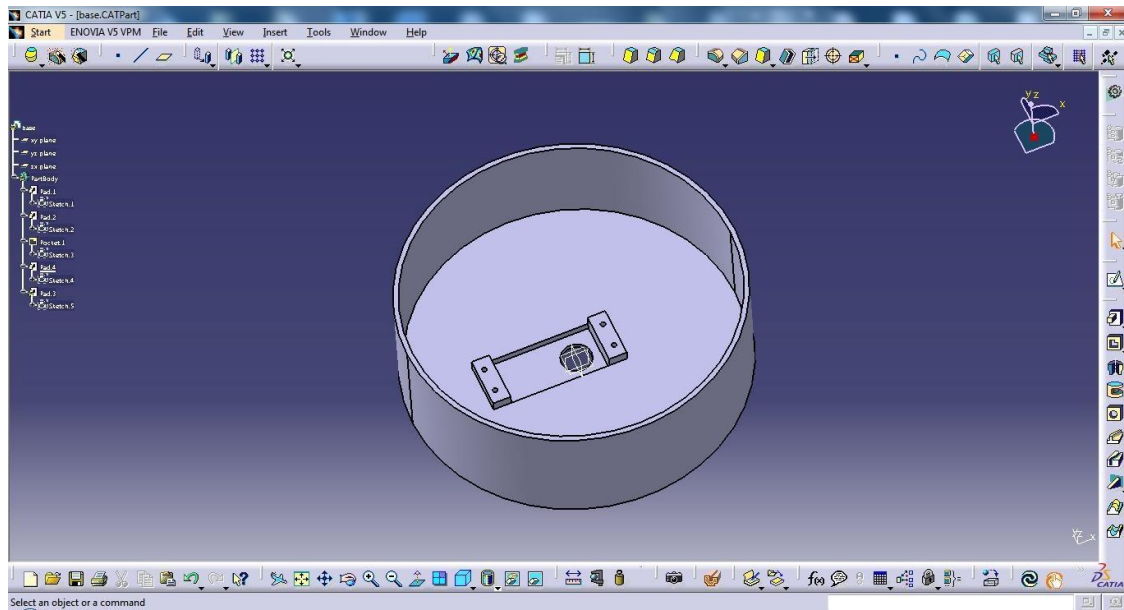 CATIA V5 - [base.CATPart]
Start ENOVIA V5 VPM File Edit View Insert Tools Window Help
y z
x
base
xy plane
yz plane
zx plane
PartBody
Pad.1
Sketch.1
Pad.2
Sketch.2
Pocket.1
Sketch.3
Pad.4
Sketch.4
Pad.3
Sketch.5
f(x)
CATIA
Select an object or a command